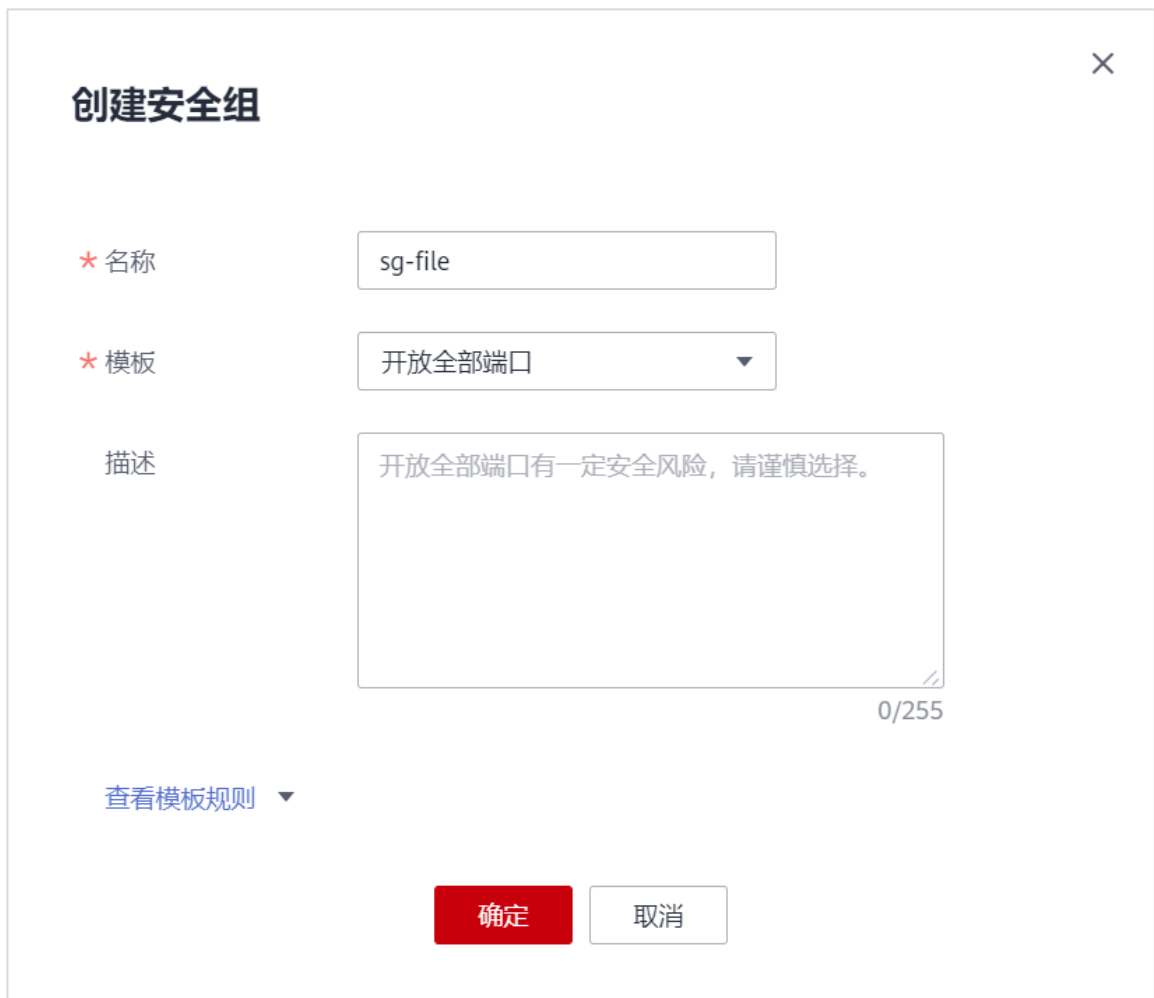 创建安全组
* 名称 sg-file
* 模板 开放全部端口
描述 开放全部端口有一定安全风险，请谨慎选择。
0/255
查看模板规则
确定 取消